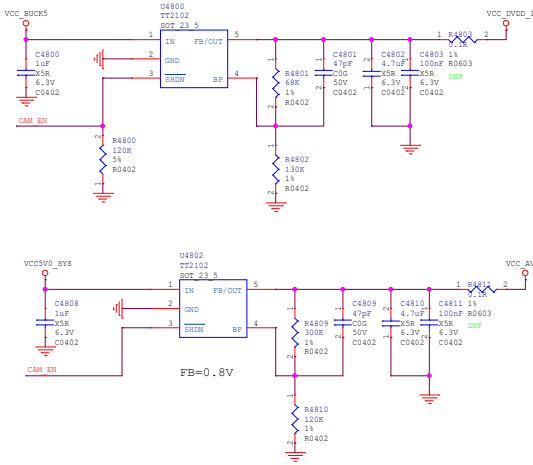 VCC_BUCK5
U4800
TT2102
SOT_23_5
VCC_DVDD_1
1 IN FB/OUT 5
2 GND
3 SHDN BP 4
C4800
1uF
X5R
6.3V
C0402
R4801
68K
1%
R0402
C4801
47pF
C0G
50V
C0402
C4802
4.7uF
X5R
6.3V
C0402
C4803
100nF
X5R
6.3V
C0402
1 R4803 2
0.1R
1%
R0603
DNP
CAM_EN
R4800
120K
5%
R0402
R4802
130K
1%
R0402
VCC5V0_SYS
U4802
TT2102
SOT_23_5
VCC_AV
1 IN FB/OUT 5
2 GND
3 SHDN BP 4
C4808
1uF
X5R
6.3V
C0402
R4809
300K
1%
R0402
C4809
47pF
C0G
50V
C0402
C4810
4.7uF
X5R
6.3V
C0402
C4811
100nF
X5R
6.3V
C0402
1 R4811 2
0.1R
1%
R0603
DNP
CAM_EN
FB=0.8V
R4810
120K
1%
R0402